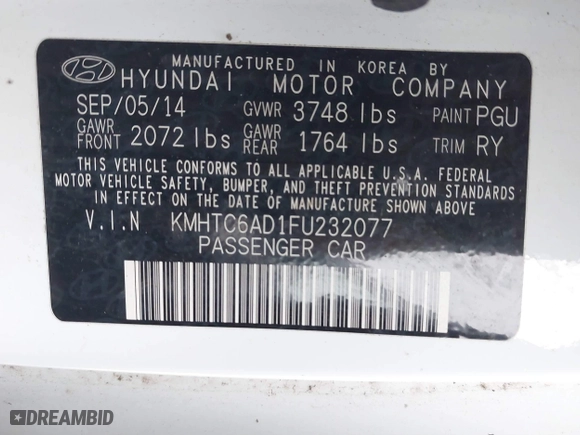 MANUFACTURED IN KOREA BY
HYUNDAI MOTOR COMPANY
SEP/05/14 GVWR 3748 lbs PAINT PGU
GAWR FRONT 2072 lbs GAWR REAR 1764 lbs TRIM RY
THIS VEHICLE CONFORMS TO ALL APPLICABLE U.S.A. FEDERAL
MOTOR VEHICLE SAFETY, BUMPER, AND THEFT PREVENTION STANDARDS
IN EFFECT ON THE DATE OF MANUFACTURE SHOWN ABOVE.
V.I.N KMHTC6AD1FU232077
PASSENGER CAR
DREAMBID